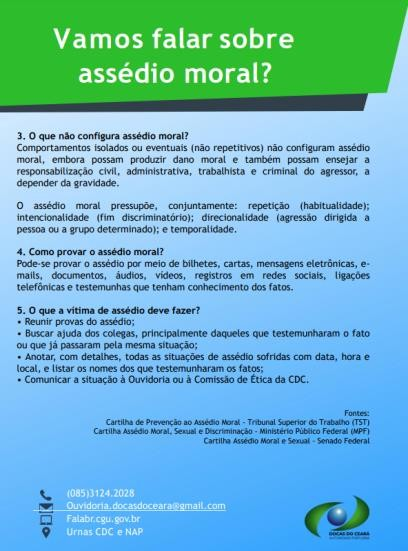 Vamos falar sobre
assédio moral?
3. O que não configura assédio moral?
Comportamentos isolados ou eventuais (não repetitivos) não configuram assédio
moral, embora possam produzir dano moral e também possam ensejar a
responsabilização civil, administrativa, trabalhista e criminal do agressor, a
depender da gravidade.
O assédio moral pressupõe, conjuntamente: repetição (habitualidade);
intencionalidade (fim discriminatório); direcionalidade (agressão dirigida a
pessoa ou a grupo determinado); e temporalidade.
4. Como provar o assédio moral?
Pode-se provar o assédio por meio de bilhetes, cartas, mensagens eletrônicas, e-
mails, documentos, áudios, vídeos, registros em redes sociais, ligações
telefônicas e testemunhas que tenham conhecimento dos fatos.
5. O que a vítima de assédio deve fazer?
• Reunir provas do assédio;
• Buscar ajuda dos colegas, principalmente daqueles que testemunharam o fato
ou que já passaram pela mesma situação;
• Anotar, com detalhes, todas as situações de assédio sofridas com data, hora e
local, e listar os nomes dos que testemunharam os fatos;
• Comunicar a situação à Ouvidoria ou à Comissão de Ética da CDC.
Fontes:
Cartilha de Prevenção ao Assédio Moral - Tribunal Superior do Trabalho (TST)
Cartilha Assédio Moral, Sexual e Discriminação - Ministério Público Federal (MPF)
Cartilha Assédio Moral e Sexual - Senado Federal
(085)3124.2028
Ouvidoria.docasdoceara@gmail.com
Falabr.cgu.gov.br
Urnas CDC e NAP
DOCAS DO CEARÁ
AUTORIDADE PORTUÁRIA